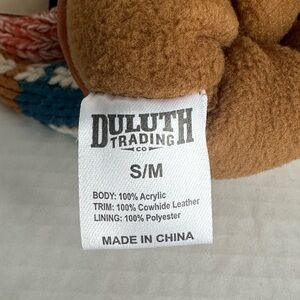 DULUTH
TRADING
CO
S/M
BODY: 100% Acrylic
TRIM: 100% Cowhide Leather
LINING: 100% Polyester
MADE IN CHINA